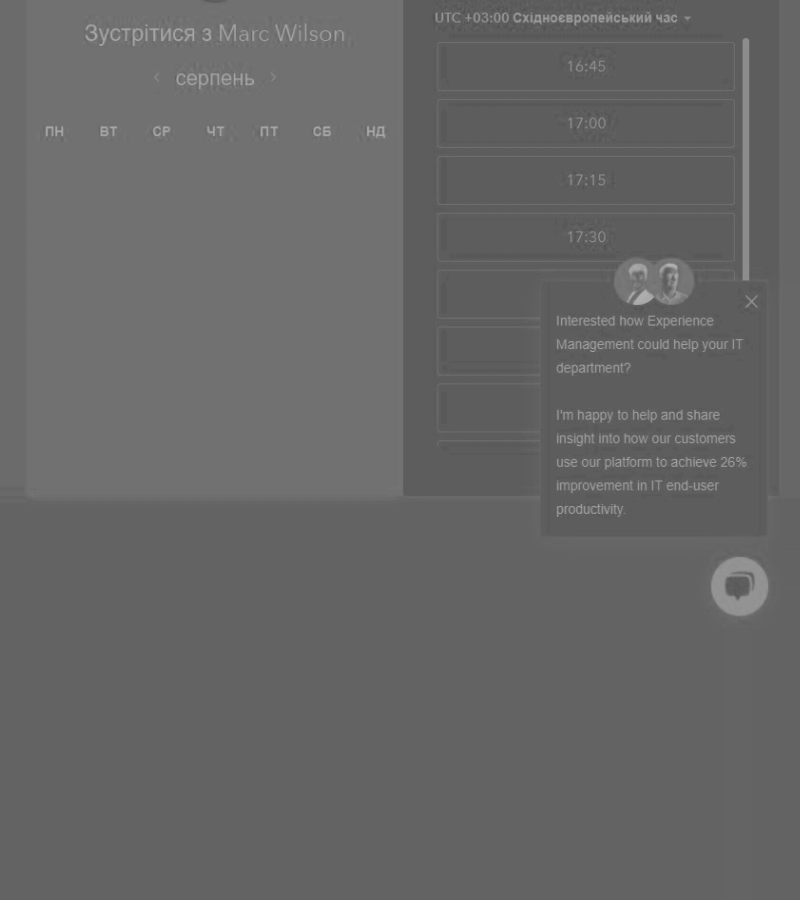 Зустрітися з Marc Wilson
серпень
ПН ВТ СР ЧТ ПТ СБ НД
UTC +03:00 Східноєвропейський час
16:45
17:00
17:15
17:30
Interested how Experience
Management could help your IT
department?
I'm happy to help and share
insight into how our customers
use our platform to achieve 26%
improvement in IT end-user
productivity.